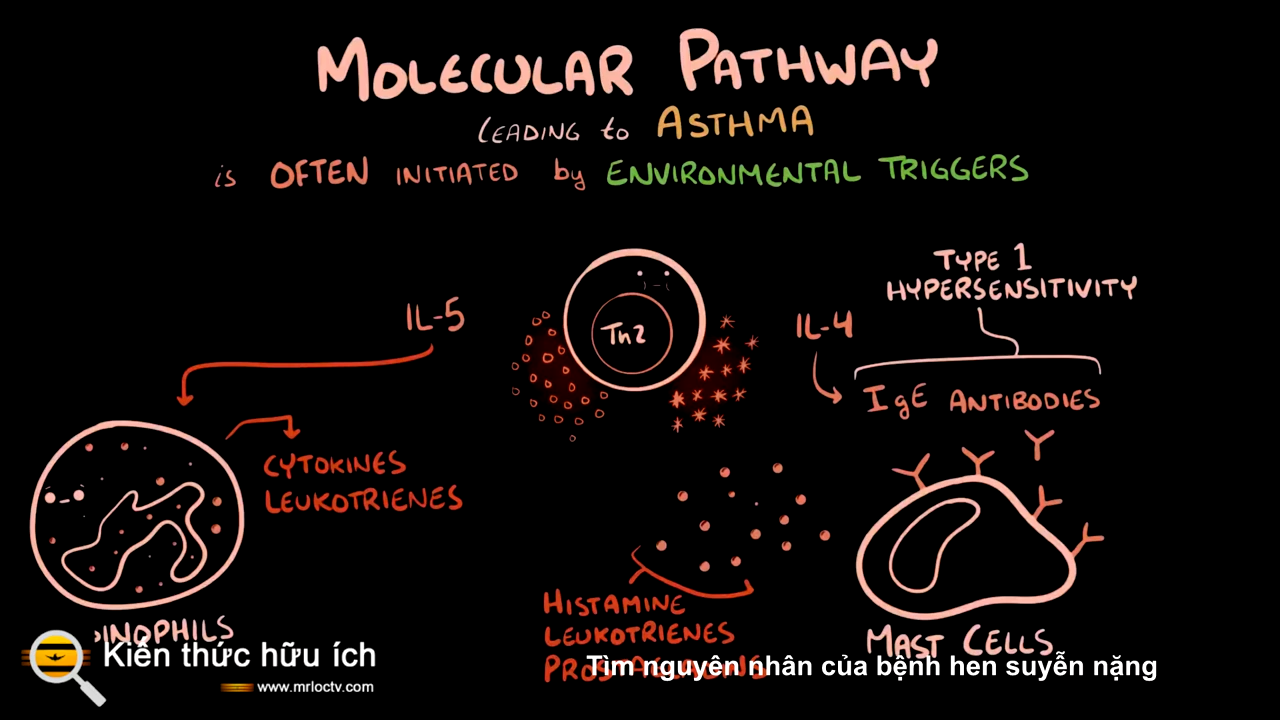 MOLECULAR PATHWAY
LEADING to ASTHMA
is OFTEN INITIATED by ENVIRONMENTAL TRIGGERS
TYPE 1
HYPERSENSITIVITY
IL-5
Th2
IL-4
IgE ANTIBODIES
CYTOKINES
LEUKOTRIENES
HISTAMINE
LEUKOTRIENES
INOPHILS
MAST CELLS
Kiến thức hữu ích
www.mrloctv.com
Tìm nguyên nhân của bệnh hen suyễn nặng